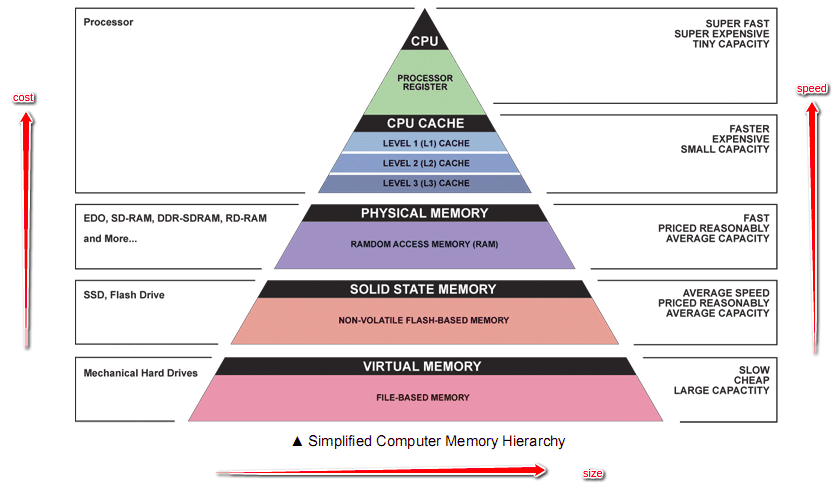 Processor
CPU
SUPER FAST
SUPER EXPENSIVE
TINY CAPACITY
PROCESSOR
REGISTER
cost
speed
CPU CACHE
LEVEL 1 (L1) CACHE
LEVEL 2 (L2) CACHE
LEVEL 3 (L3) CACHE
FASTER
EXPENSIVE
SMALL CAPACITY
EDO, SD-RAM, DDR-SDRAM, RD-RAM
and More...
PHYSICAL MEMORY
RAMDOM ACCESS MEMORY (RAM)
FAST
PRICED REASONABLY
AVERAGE CAPACITY
SSD, Flash Drive
SOLID STATE MEMORY
NON-VOLATILE FLASH-BASED MEMORY
AVERAGE SPEED
PRICED REASONABLY
AVERAGE CAPACITY
Mechanical Hard Drives
VIRTUAL MEMORY
FILE-BASED MEMORY
SLOW
CHEAP
LARGE CAPACTITY
▲ Simplified Computer Memory Hierarchy
size